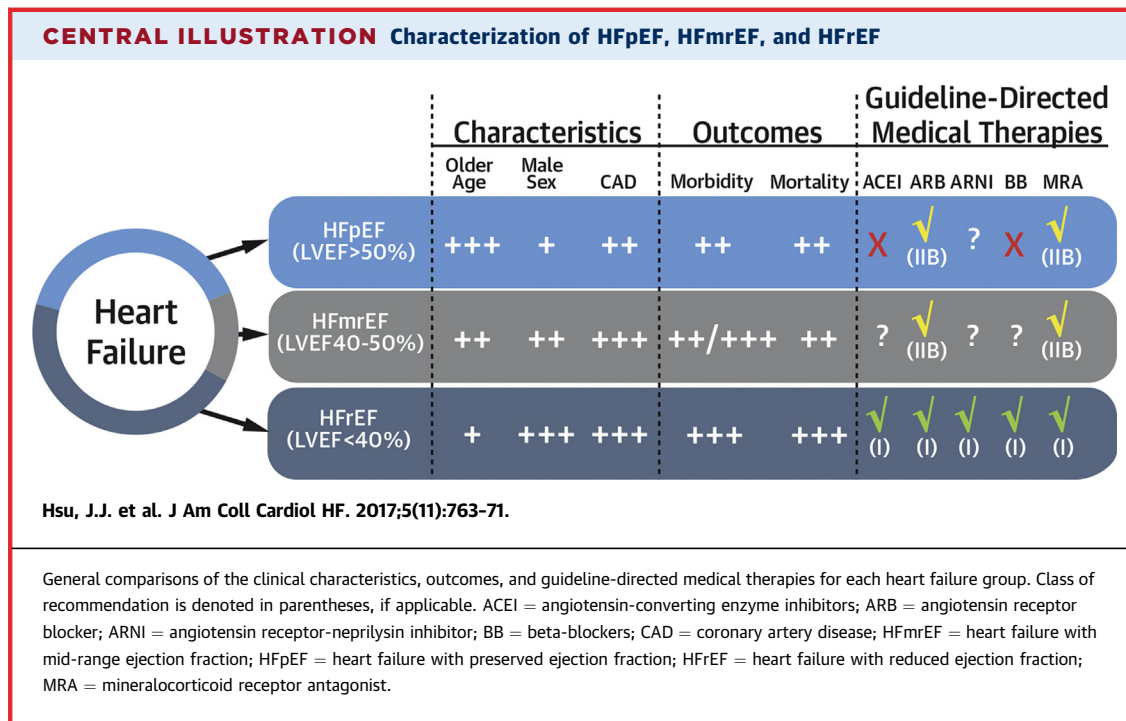 CENTRAL ILLUSTRATION Characterization of HFpEF, HFmrEF, and HFrEF
Characteristics Outcomes Guideline-Directed Medical Therapies
Older Age Male Sex CAD Morbidity Mortality ACEI ARB ARNI BB MRA
Heart Failure
HFpEF (LVEF>50%) +++ + ++ ++ ++ X √ (IIB) ? X √ (IIB)
HFmrEF (LVEF40-50%) ++ ++ +++ ++/+++ ++ ? √ (IIB) ? ? √ (IIB)
HFrEF (LVEF<40%) + +++ +++ +++ +++ √ (I) √ (I) √ (I) √ (I) √ (I)
Hsu, J.J. et al. J Am Coll Cardiol HF. 2017;5(11):763–71.
General comparisons of the clinical characteristics, outcomes, and guideline-directed medical therapies for each heart failure group. Class of
recommendation is denoted in parentheses, if applicable. ACEI = angiotensin-converting enzyme inhibitors; ARB = angiotensin receptor
blocker; ARNI = angiotensin receptor-neprilysin inhibitor; BB = beta-blockers; CAD = coronary artery disease; HFmrEF = heart failure with
mid-range ejection fraction; HFpEF = heart failure with preserved ejection fraction; HFrEF = heart failure with reduced ejection fraction;
MRA = mineralocorticoid receptor antagonist.